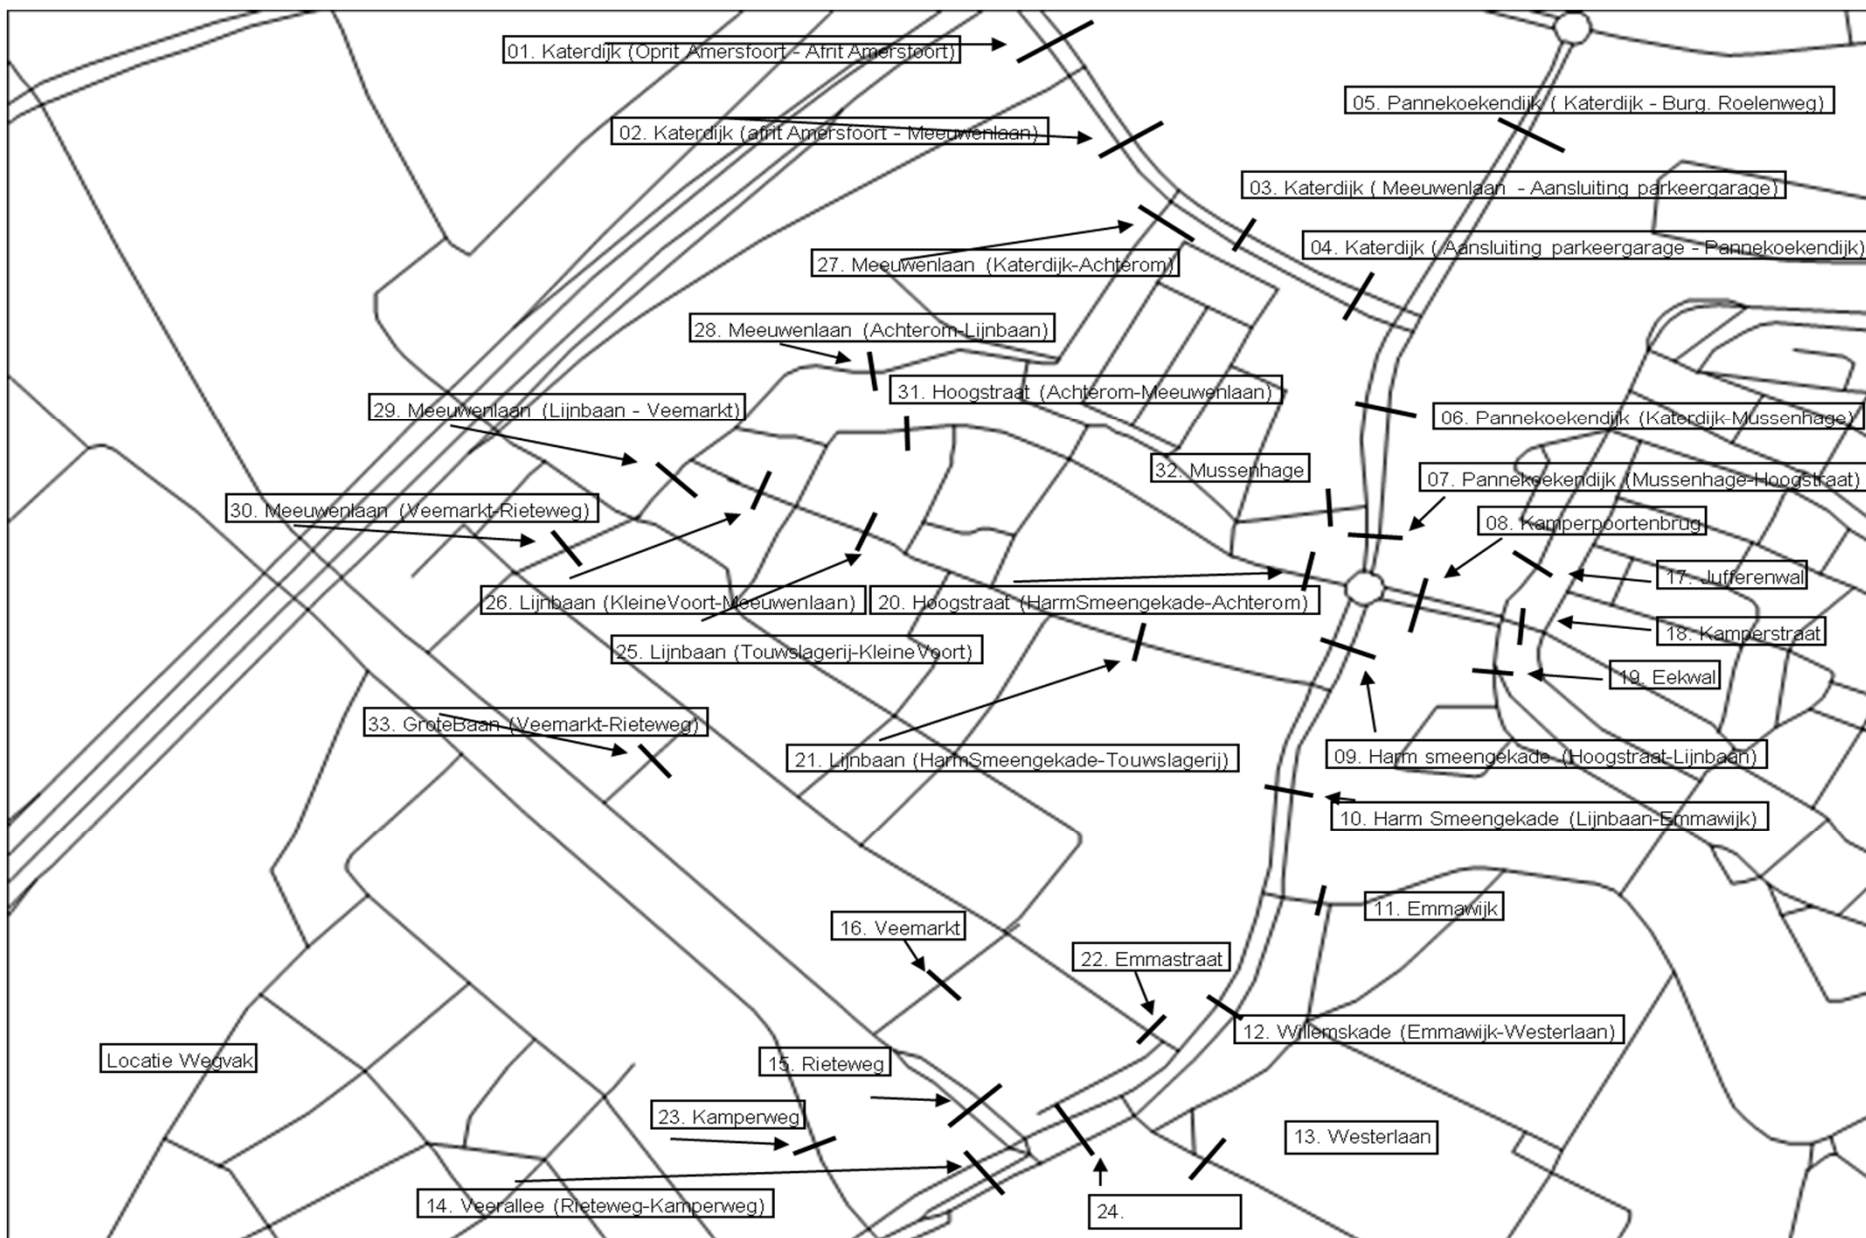 01. Katerdijk (Oprit Amersfoort - Afrit Amersfoort)
05. Pannekoekendijk ( Katerdijk - Burg. Roelenweg)
02. Katerdijk (afrit Amersfoort - Meeuwenlaan)
03. Katerdijk ( Meeuwenlaan - Aansluiting parkeergarage)
04. Katerdijk ( Aansluiting parkeergarage - Pannekoekendijk)
27. Meeuwenlaan (Katerdijk-Achterom)
28. Meeuwenlaan (Achterom-Lijnbaan)
31. Hoogstraat (Achterom-Meeuwenlaan)
29. Meeuwenlaan (Lijnbaan - Veemarkt)
06. Pannekoekendijk (Katerdijk-Mussenhage)
32. Mussenhage
07. Pannekoekendijk (Mussenhage-Hoogstraat)
30. Meeuwenlaan (Veemarkt-Rieteweg)
08. Kamperpoortenbrug
17. Jufferenwal
26. Lijnbaan (KleineVoort-Meeuwenlaan)
20. Hoogstraat (HarmSmeengekade-Achterom)
18. Kamperstraat
25. Lijnbaan (Touwslagerij-KleineVoort)
19. Eekwal
33. GroteBaan (Veemarkt-Rieteweg)
21. Lijnbaan (HarmSmeengekade-Touwslagerij)
09. Harm smeengekade (Hoogstraat-Lijnbaan)
10. Harm Smeengekade (Lijnbaan-Emmawijk)
11. Emmawijk
16. Veemarkt
22. Emmastraat
12. Willemskade (Emmawijk-Westerlaan)
Locatie Wegvak
15. Rieteweg
23. Kamperweg
13. Westerlaan
14. Veerallee (Rieteweg-Kamperweg)
24.